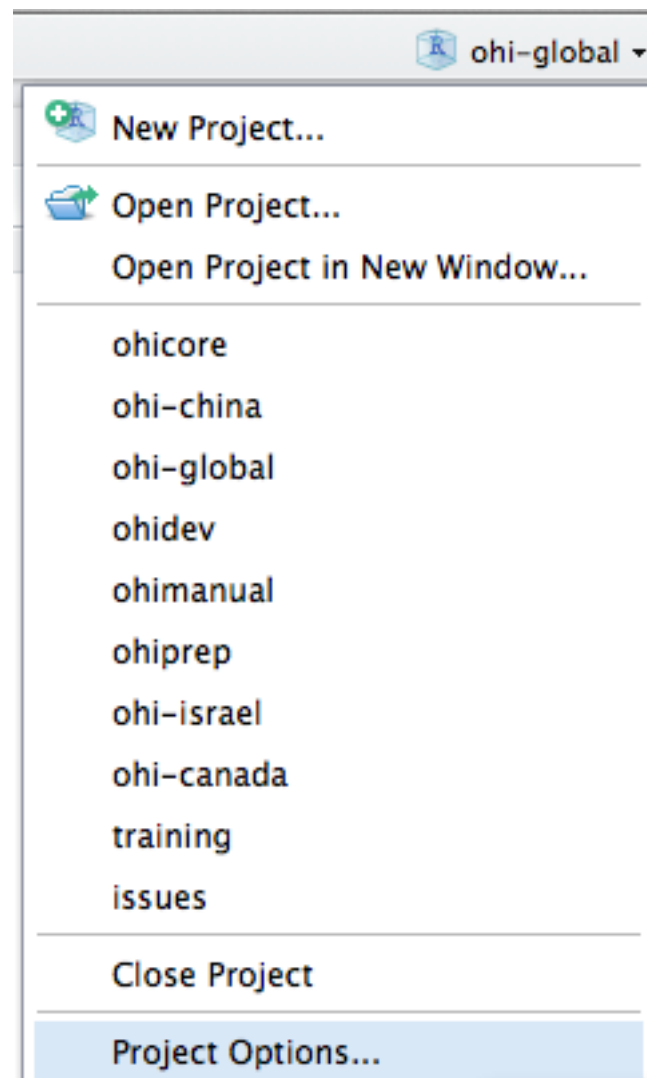 ohi-global
New Project...
Open Project...
Open Project in New Window...
ohicore
ohi-china
ohi-global
ohidev
ohimanual
ohiprep
ohi-israel
ohi-canada
training
issues
Close Project
Project Options...